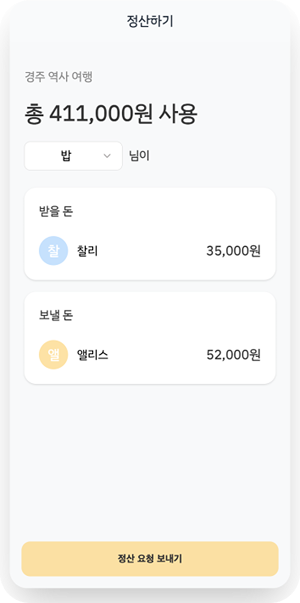 정산하기
경주 역사 여행
총 411,000원 사용
밥 님이
받을 돈
찰 찰리 35,000원
보낼 돈
앨 앨리스 52,000원
정산 요청 보내기